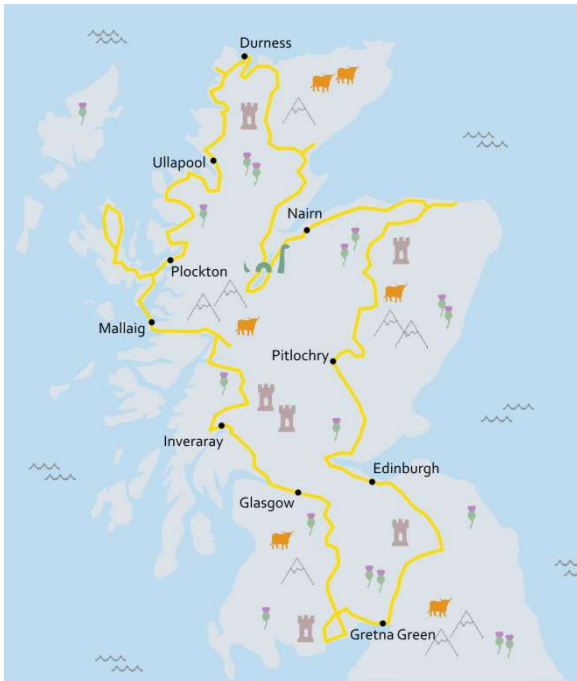 Durness
Ullapool
Nairn
Plockton
Mallaig
Pitlochry
Inveraray
Edinburgh
Glasgow
Gretna Green